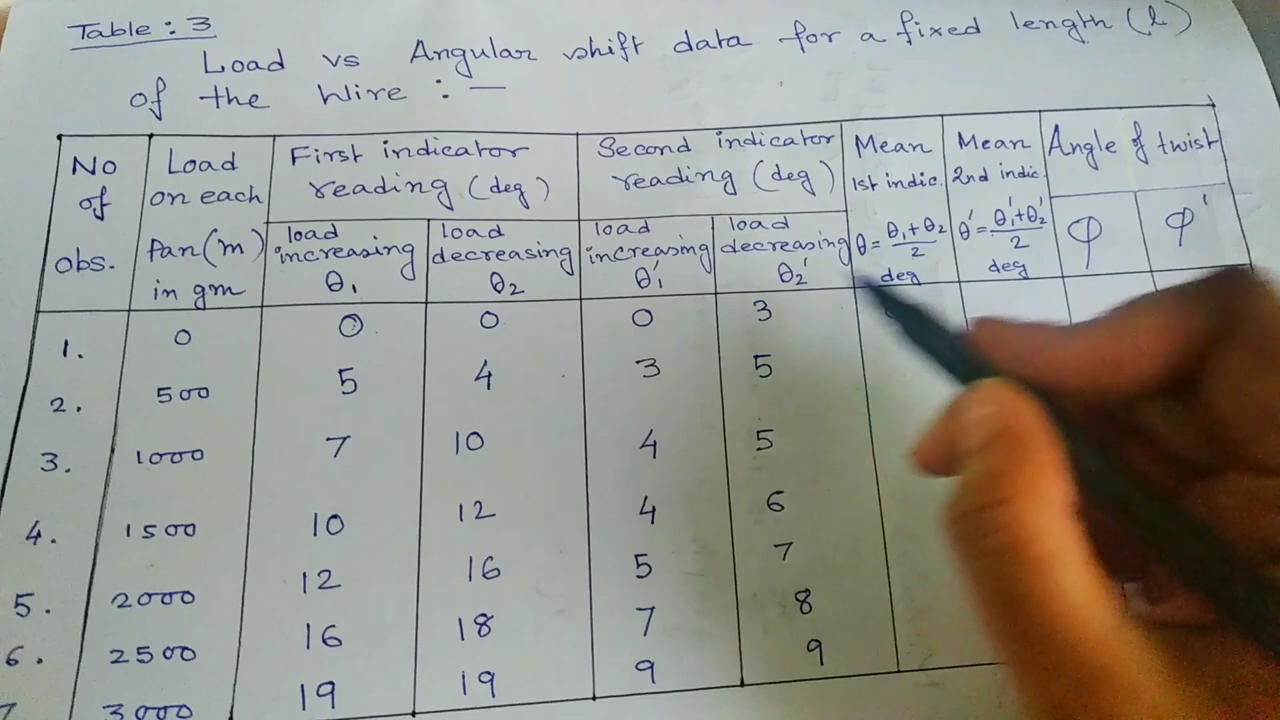 Table : 3
Load vs Angular shift data for a fixed length (l)
of the Wire : —
No of obs.
Load on each Pan (m) in gm
First indicator reading (deg)
Second indicator reading (deg)
Mean 1st indic. θ = θ₁ + θ₂ / 2 deg
Mean 2nd indic. θ' = θ₁' + θ₂' / 2 deg
Angle of twist
load increasing θ₁
load decreasing θ₂
load increasing θ₁'
load decreasing θ₂'
φ φ'
1. 0 0 0 0 3
2. 500 5 4 3 5
3. 1000 7 10 4 5
4. 1500 10 12 4 6
5. 2000 12 16 5 7
6. 2500 16 18 7 8
7 3000 19 19 9 9